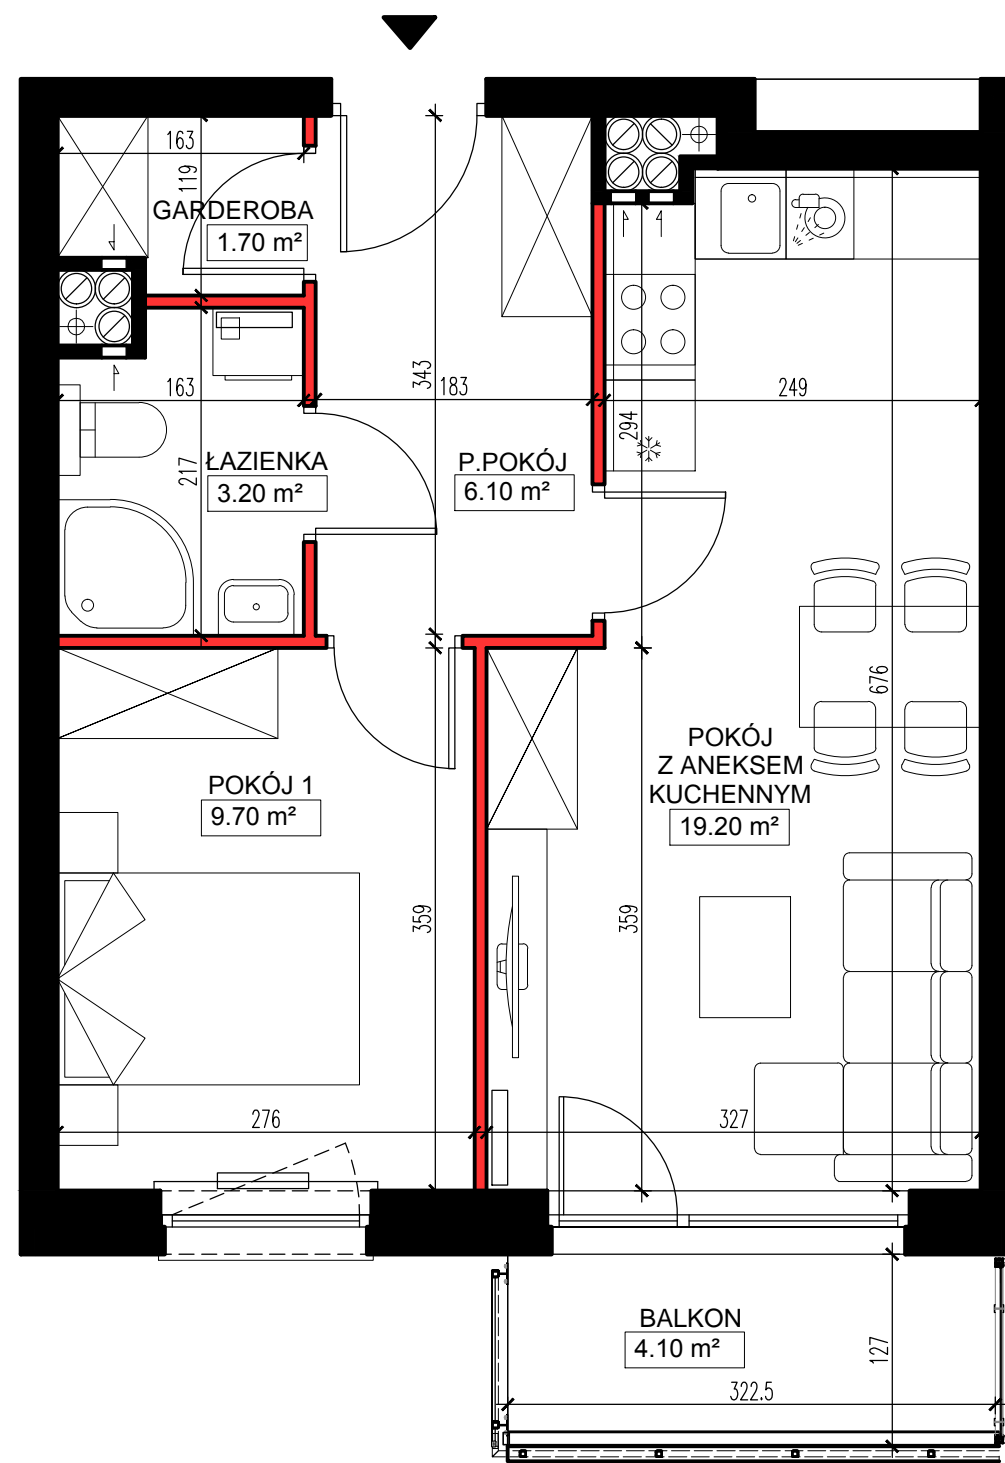 163
119
GARDEROBA
1.70 m²
163
217
ŁAZIENKA
3.20 m²
343
183
P.POKÓJ
6.10 m²
294
249
676
POKÓJ
Z ANEKSEM
KUCHENNYM
19.20 m²
POKÓJ 1
9.70 m²
359
359
276
327
BALKON
4.10 m²
127
322.5